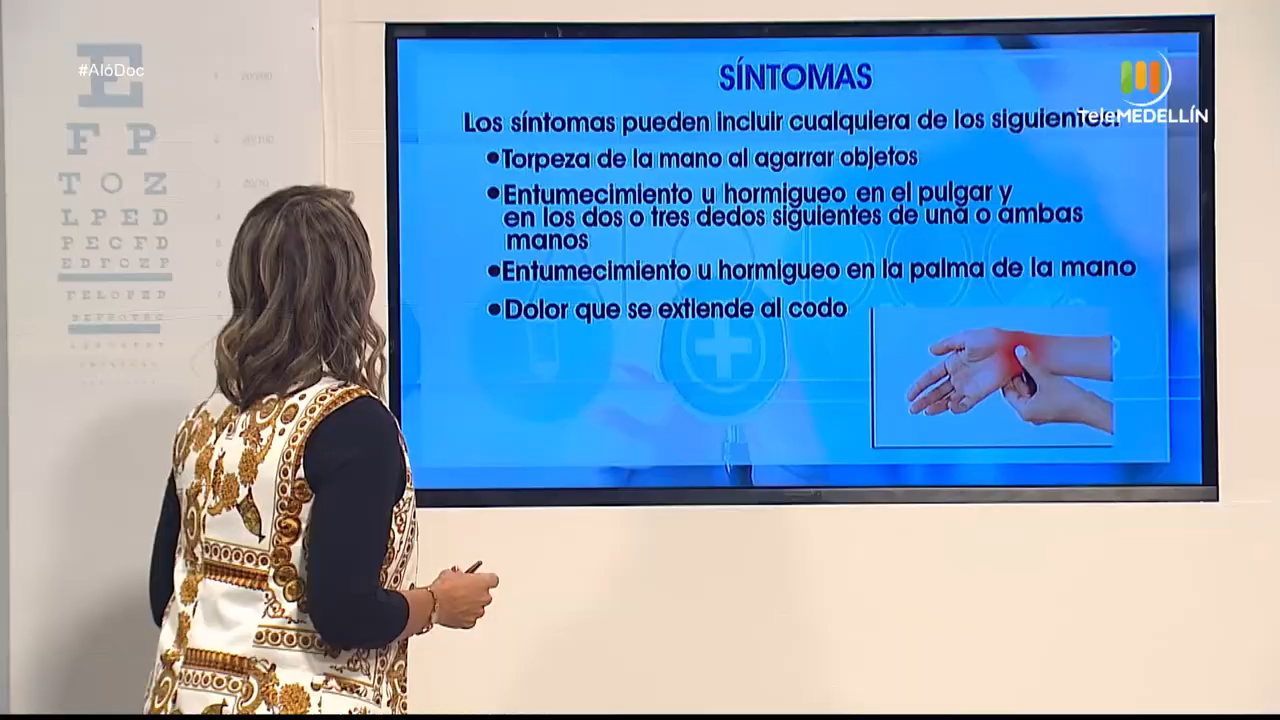 #AlóDoc
E
F P
T O Z
L P E D
P E C F D
E D F C Z P
F E L O P Z D
SÍNTOMAS
TeleMEDELLÍN
Los síntomas pueden incluir cualquiera de los siguientes:
•Torpeza de la mano al agarrar objetos
•Entumecimiento u hormigueo en el pulgar y
en los dos o tres dedos siguientes de una o ambas
manos
•Entumecimiento u hormigueo en la palma de la mano
•Dolor que se extiende al codo